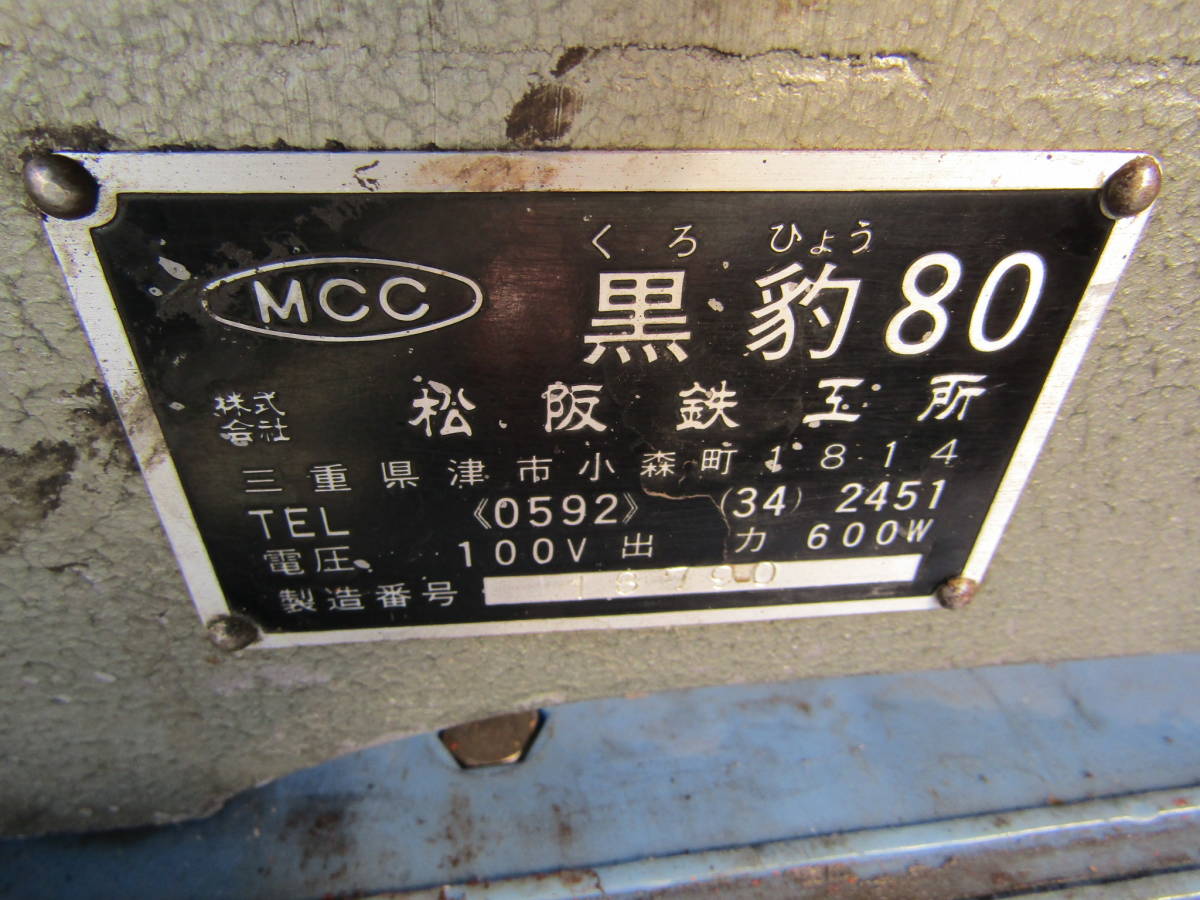 くろ ひょう
MCC 黒豹80
株式会社 松阪鉄工所
三重県津市小森町1814
TEL 《0592》 (34) 2451
電圧 100V 出力 600W
製造番号 18790